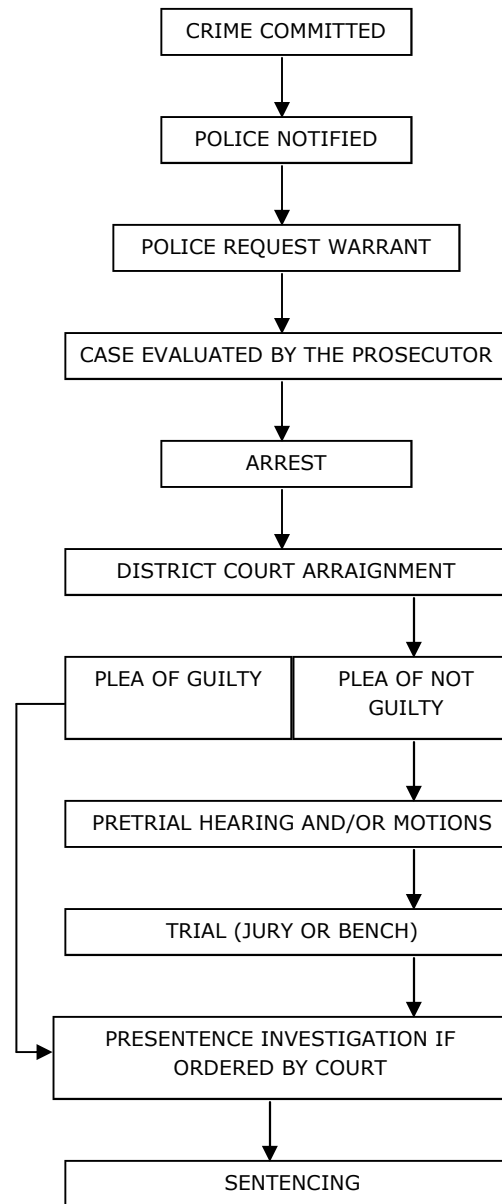 CRIME COMMITTED
POLICE NOTIFIED
POLICE REQUEST WARRANT
CASE EVALUATED BY THE PROSECUTOR
ARREST
DISTRICT COURT ARRAIGNMENT
PLEA OF GUILTY
PLEA OF NOT
GUILTY
PRETRIAL HEARING AND/OR MOTIONS
TRIAL (JURY OR BENCH)
PRESENTENCE INVESTIGATION IF
ORDERED BY COURT
SENTENCING